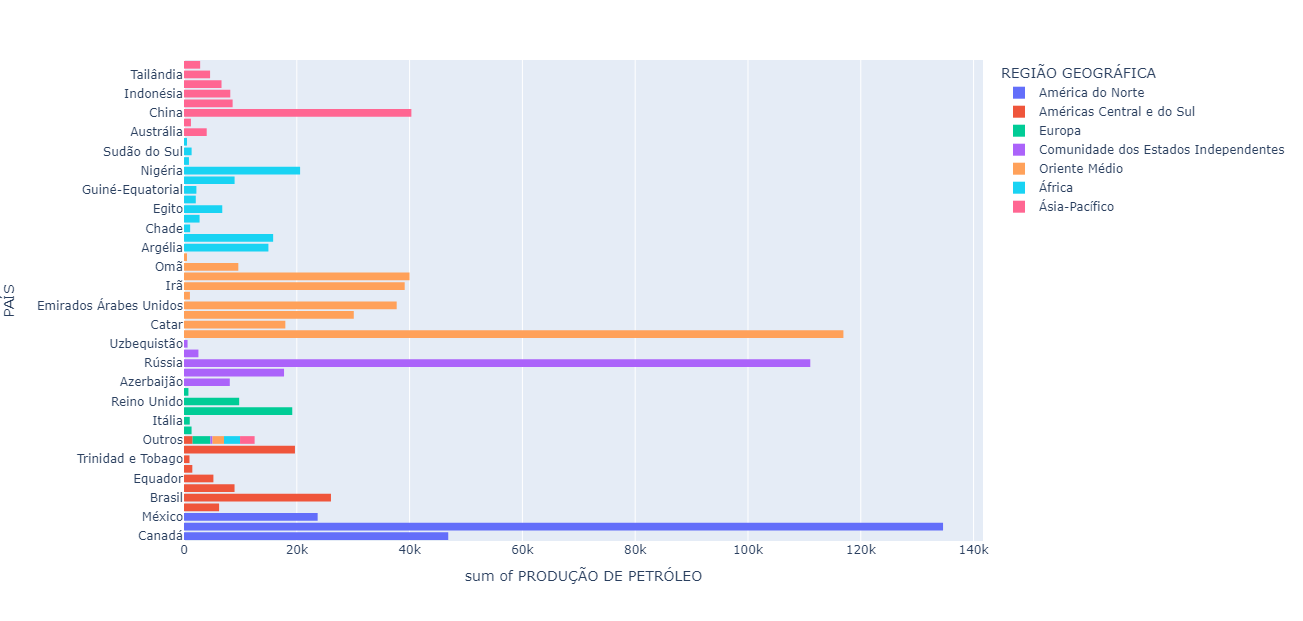 Tailândia
Indonésia
China
Austrália
Sudão do Sul
Nigéria
Guiné-Equatorial
Egito
Chade
Argélia
Omã
Irã
Emirados Árabes Unidos
Catar
Uzbequistão
Rússia
Azerbaijão
Reino Unido
Itália
Outros
Trinidad e Tobago
Equador
Brasil
México
Canadá
PAÍS
0 20k 40k 60k 80k 100k 120k 140k
sum of PRODUÇÃO DE PETRÓLEO
REGIÃO GEOGRÁFICA
América do Norte
Américas Central e do Sul
Europa
Comunidade dos Estados Independentes
Oriente Médio
África
Ásia-Pacífico